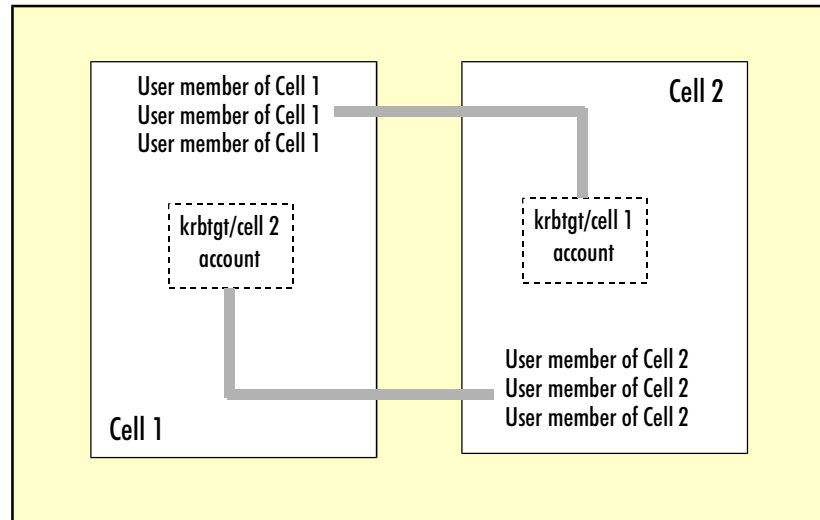 User member of Cell 1
User member of Cell 1
User member of Cell 1
krbtgt/cell 2
account
Cell 1
Cell 2
krbtgt/cell 1
account
User member of Cell 2
User member of Cell 2
User member of Cell 2